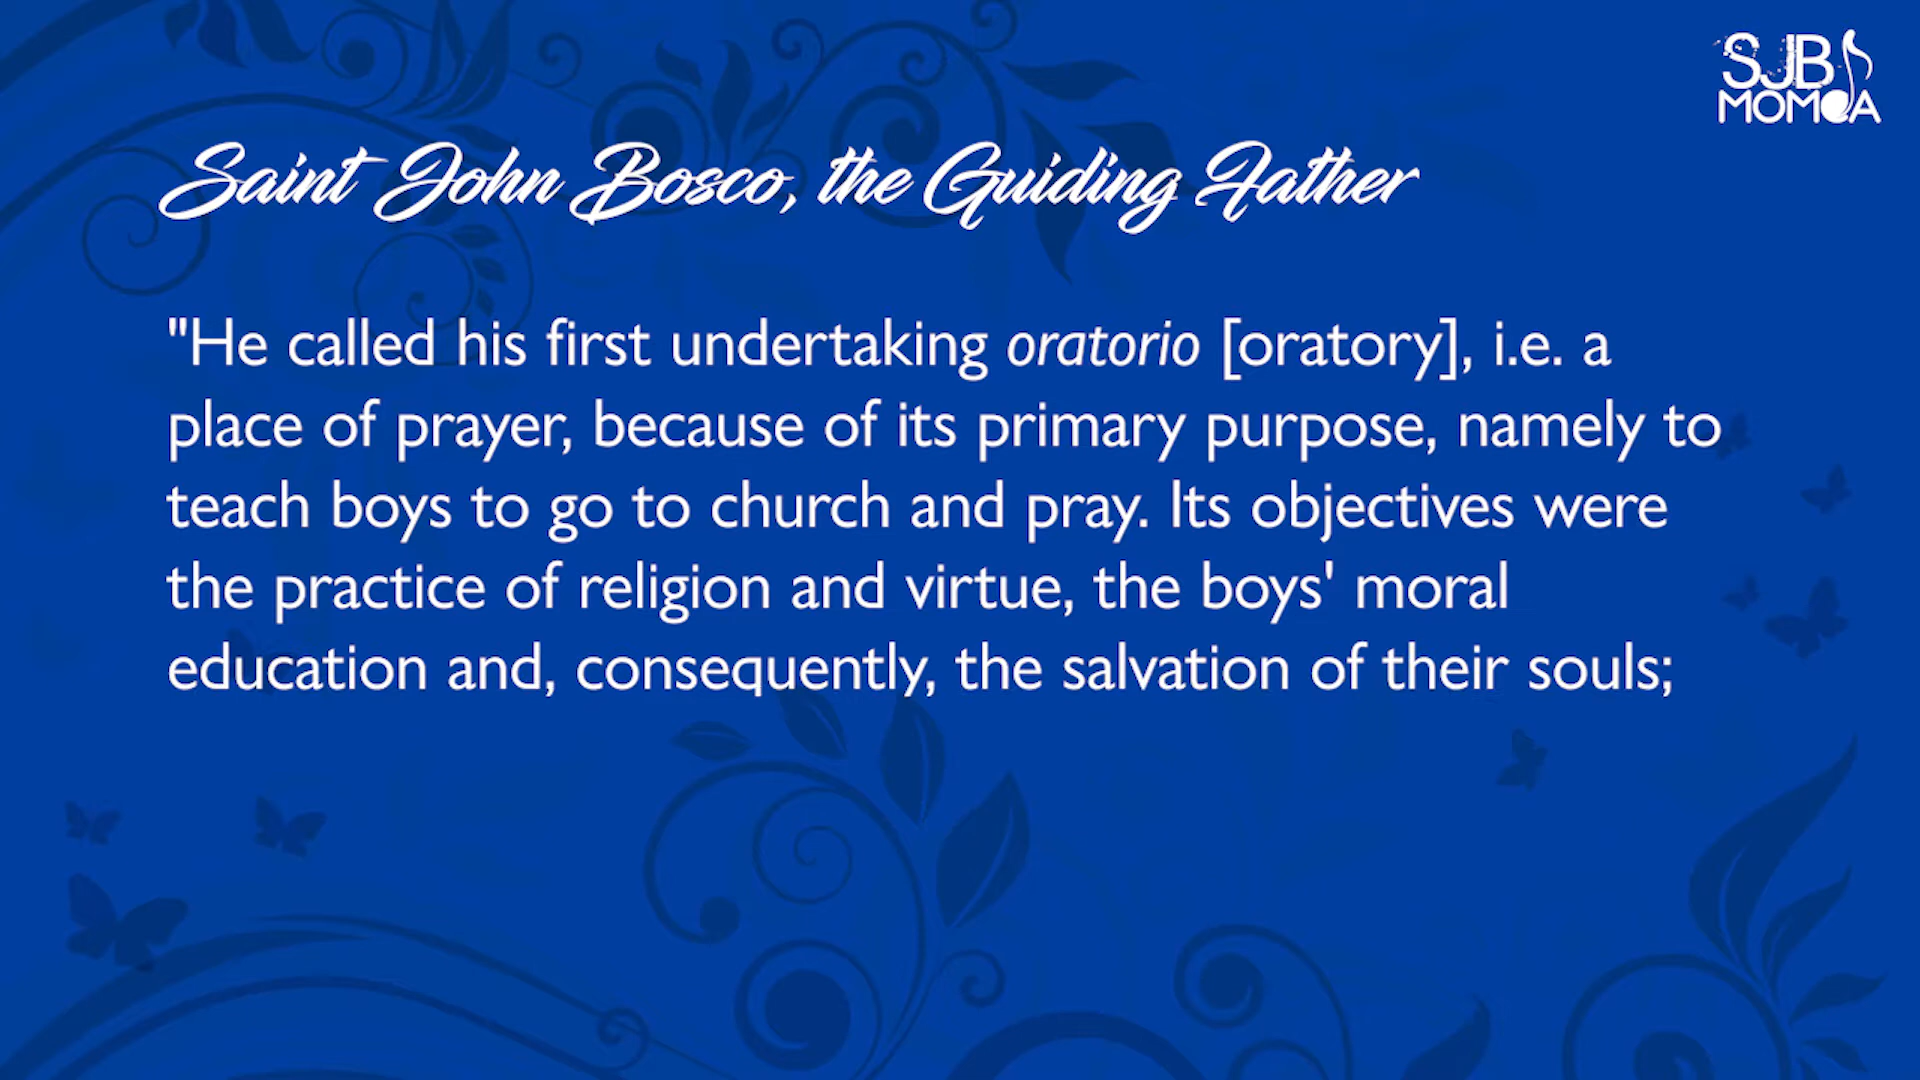 SJB
MOMOA
Saint John Bosco, the Guiding Father
"He called his first undertaking oratorio [oratory], i.e. a
place of prayer, because of its primary purpose, namely to
teach boys to go to church and pray. Its objectives were
the practice of religion and virtue, the boys' moral
education and, consequently, the salvation of their souls;